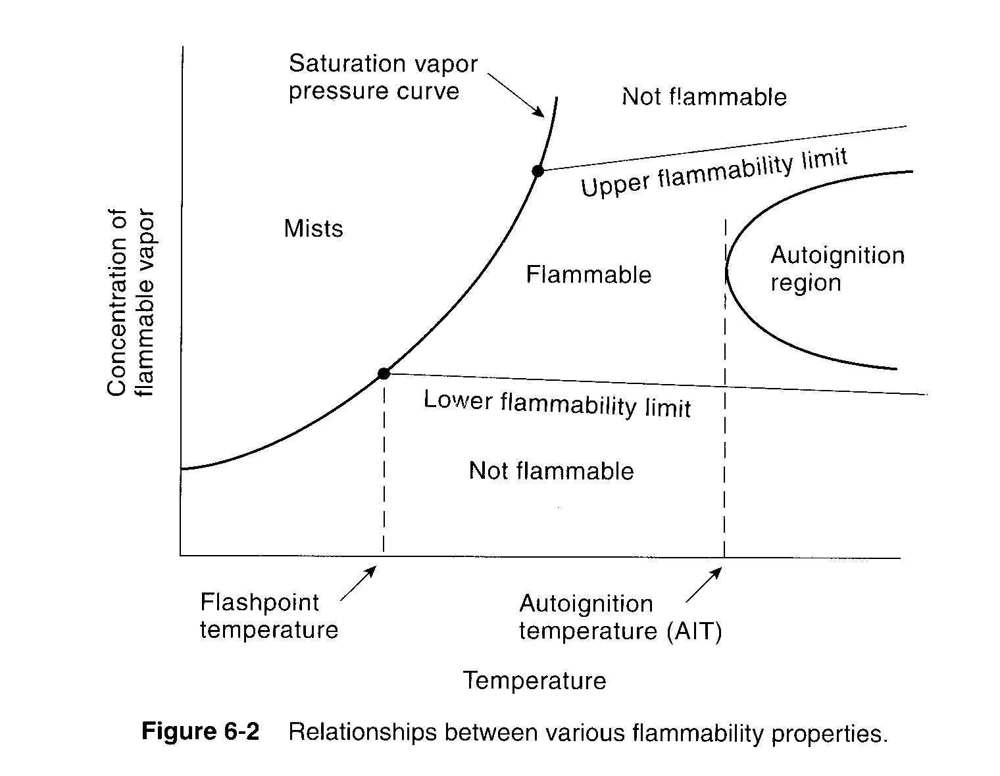 Saturation vapor
pressure curve
Not flammable
Upper flammability limit
Mists
Concentration of
flammable vapor
Flammable
Autoignition
region
Lower flammability limit
Not flammable
Flashpoint
temperature
Autoignition
temperature (AIT)
Temperature
Figure 6-2 Relationships between various flammability properties.